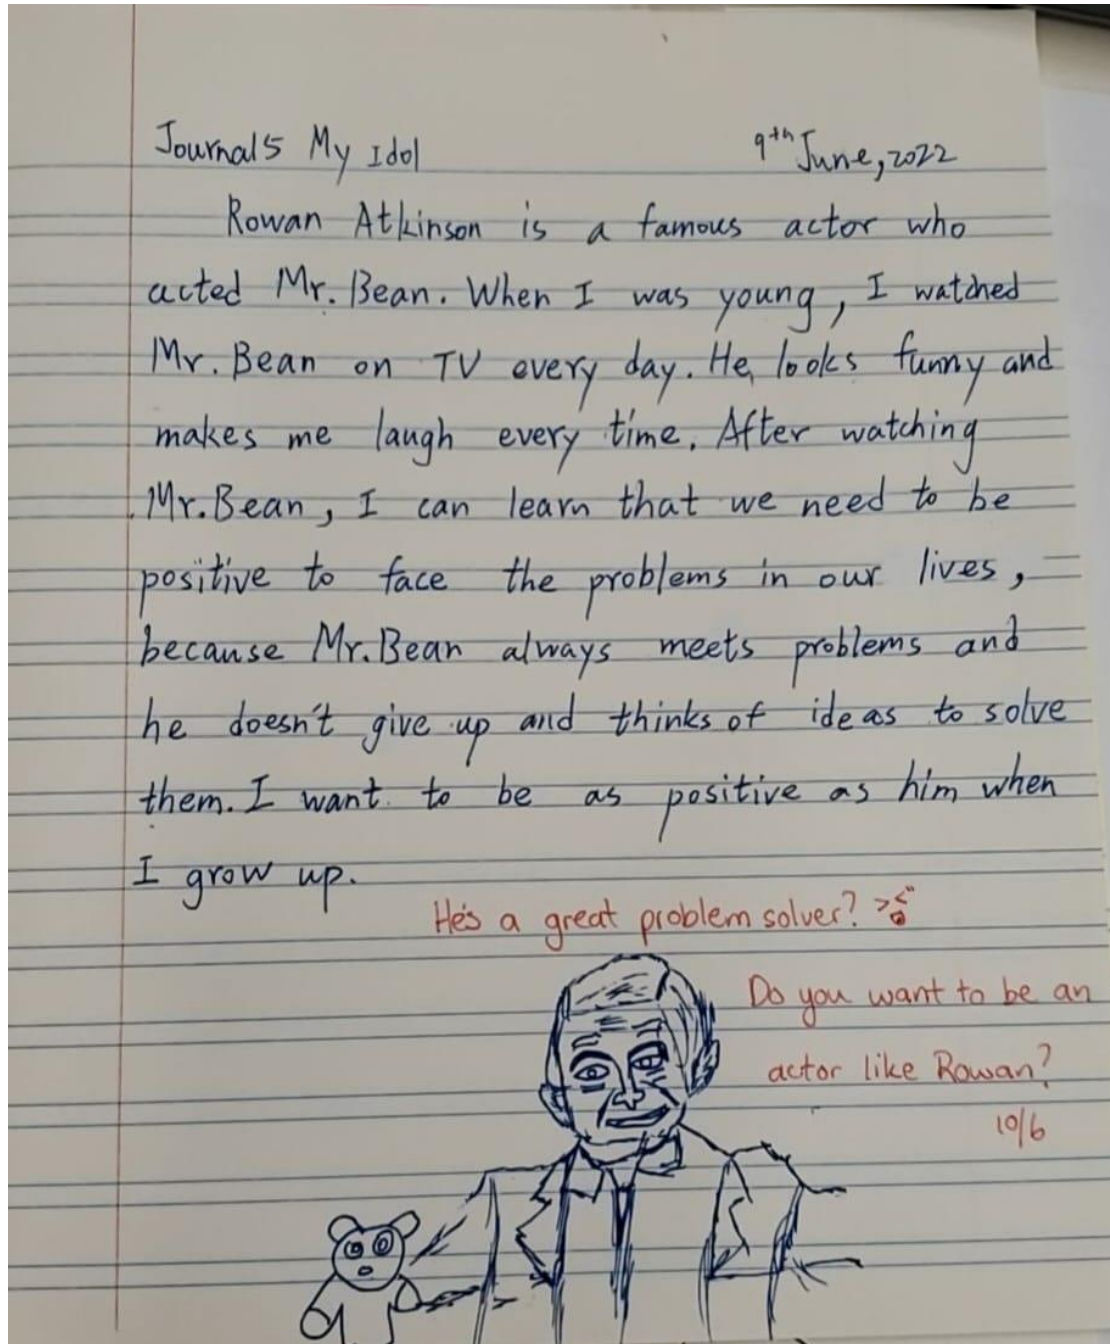 Journal5 My Idol 9th June, 2022
Rowan Atkinson is a famous actor who
acted Mr. Bean. When I was young, I watched
Mr. Bean on TV every day. He looks funny and
makes me laugh every time. After watching
Mr. Bean, I can learn that we need to be
positive to face the problems in our lives,
because Mr. Bean always meets problems and
he doesn't give up and thinks of ideas to solve
them. I want to be as positive as him when
I grow up.
He's a great problem solver?
Do you want to be an
actor like Rowan?
10/6